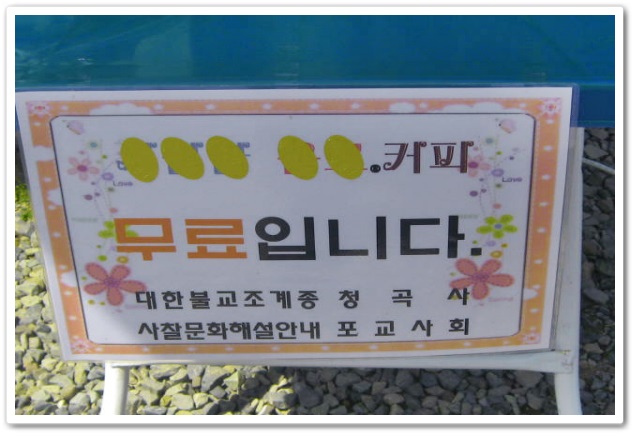 커피
무료입니다.
대한불교조계종 청 곡 사
사찰문화해설안내 포 교 사 회